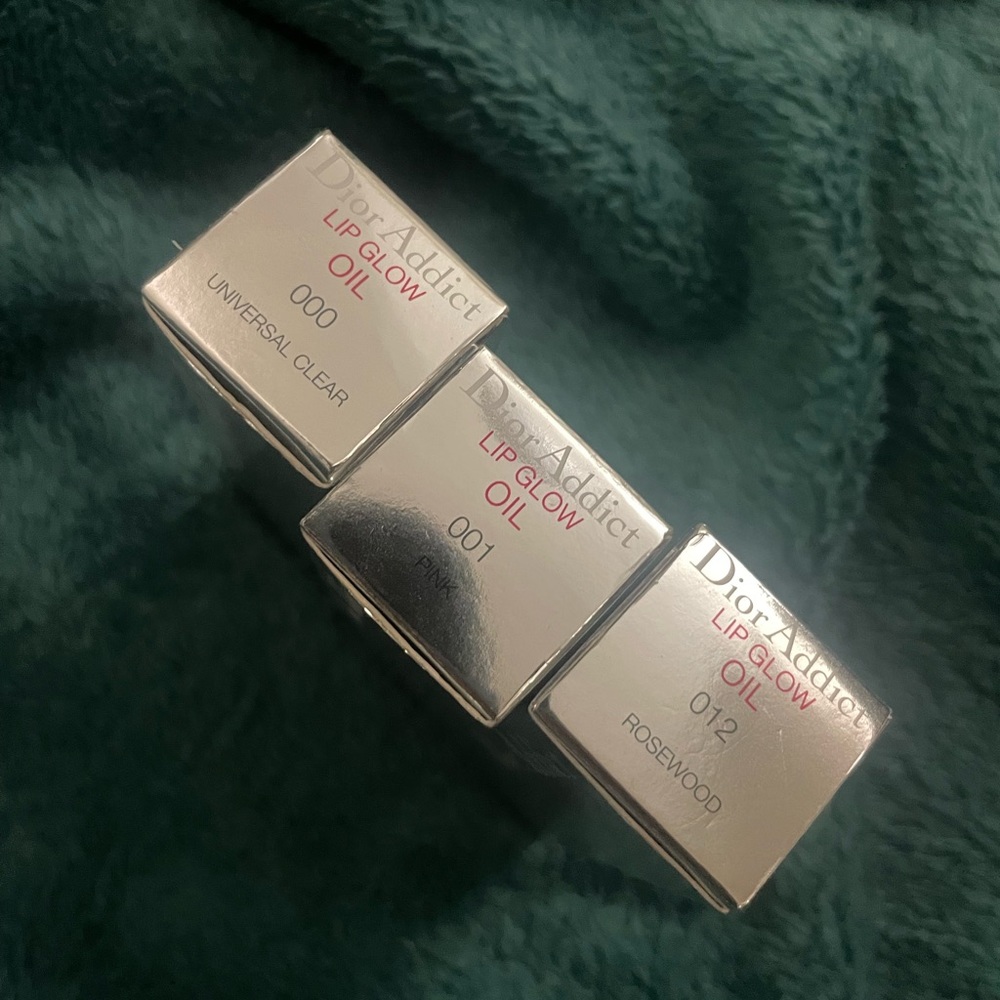 Dior Addict
LIP GLOW
OIL
000
UNIVERSAL CLEAR
Dior Addict
LIP GLOW
OIL
001
PINK
Dior Addict
LIP GLOW
OIL
012
ROSEWOOD